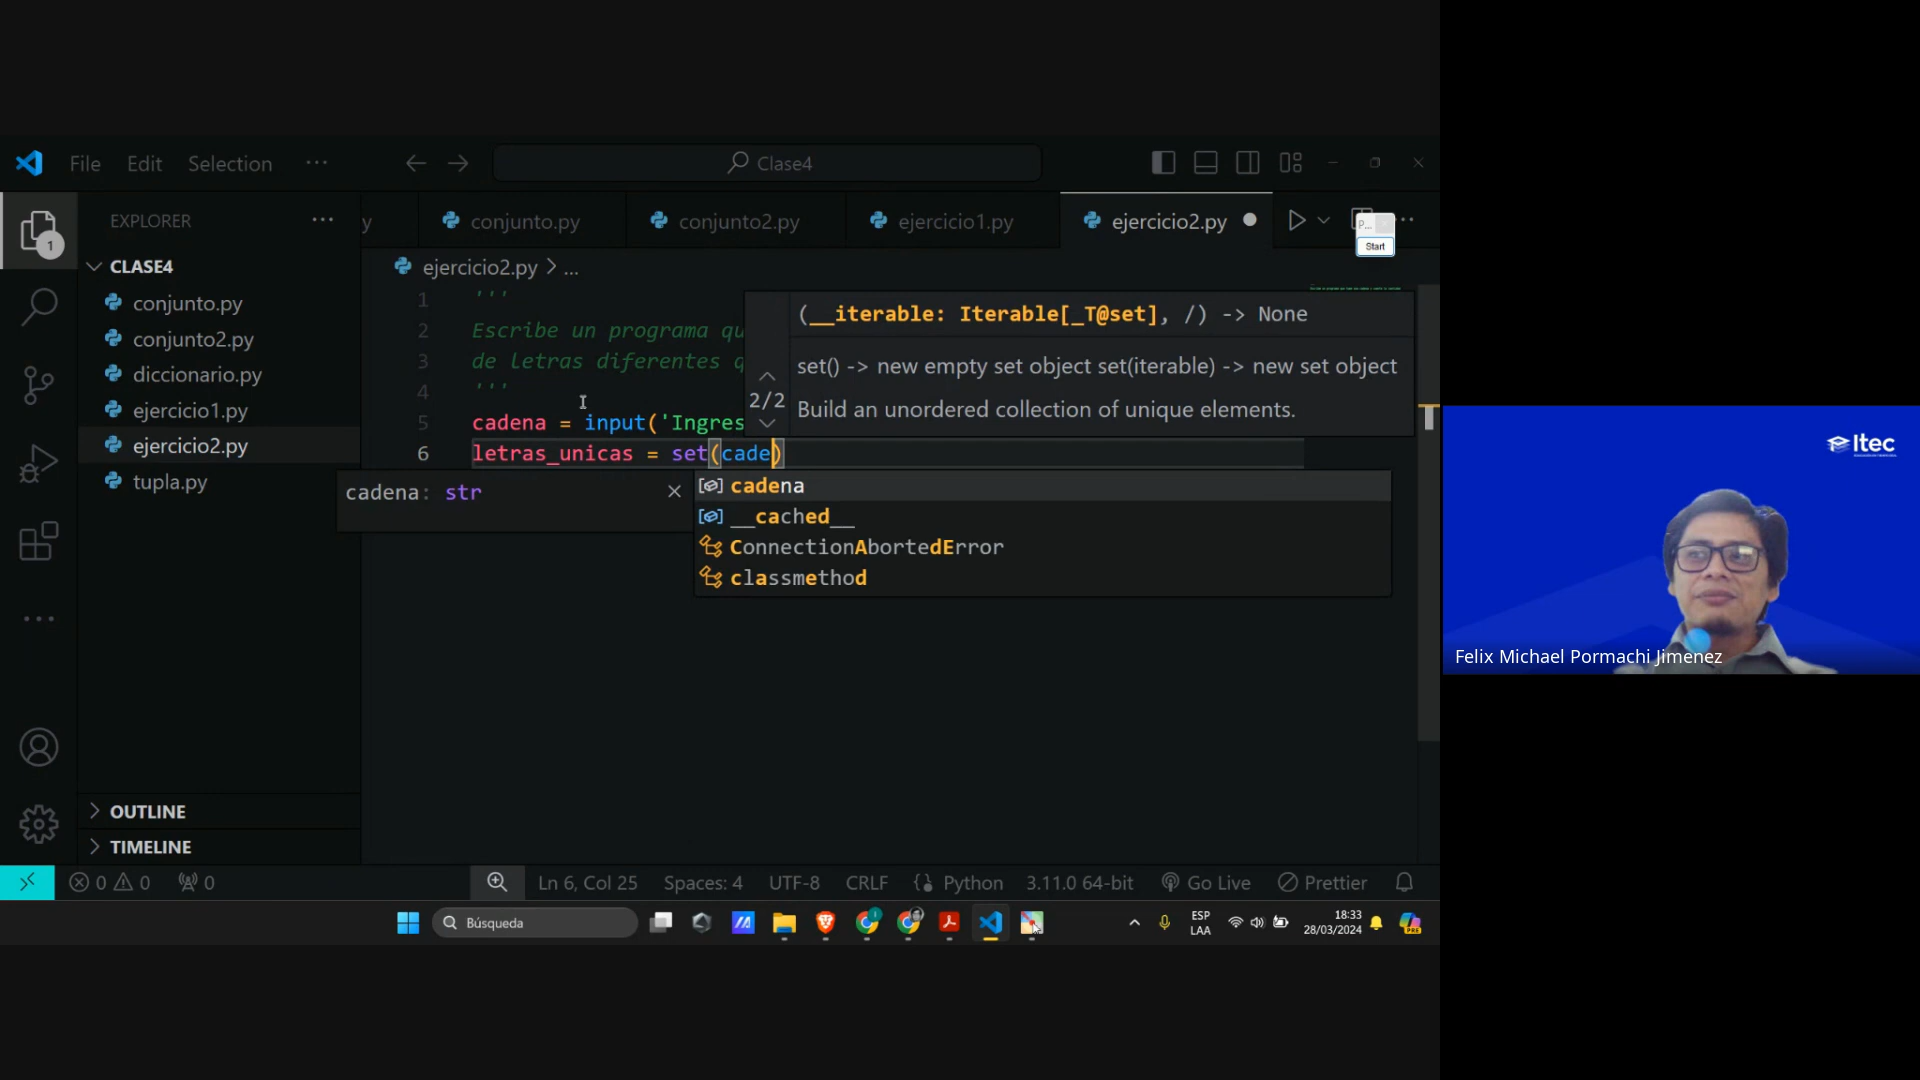 File Edit Selection ···
Clase4
EXPLORER ···
y
conjunto.py
conjunto2.py
ejercicio1.py
ejercicio2.py
P...
Start
1
CLASE4
conjunto.py
conjunto2.py
diccionario.py
ejercicio1.py
ejercicio2.py
tupla.py
ejercicio2.py > ...
1 '''
2 Escribe un programa qu
3 de letras diferentes q
4 '''
5 cadena = input('Ingres
6 letras_unicas = set(cade)
(__iterable: Iterable[_T@set], /) -> None
set() -> new empty set object set(iterable) -> new set object
2/2
Build an unordered collection of unique elements.
cadena: str
cadena
__cached__
ConnectionAbortedError
classmethod
Itec
Felix Michael Pormachi Jimenez
OUTLINE
TIMELINE
0 0 0
Ln 6, Col 25 Spaces: 4 UTF-8 CRLF Python 3.11.0 64-bit Go Live Prettier
Búsqueda
ESP
LAA
18:33
28/03/2024
PRE